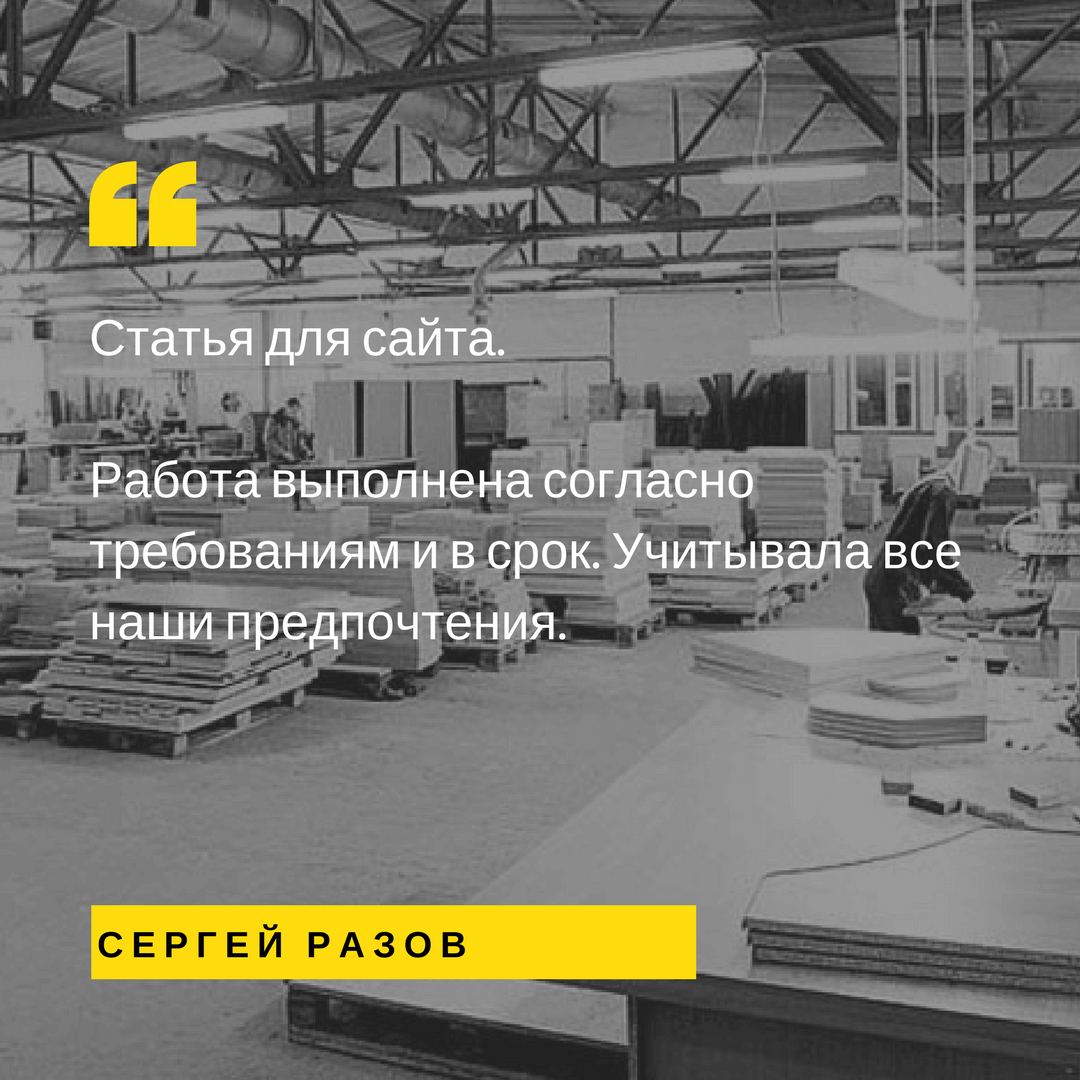 Статья для сайта.
Работа выполнена согласно
требованиям и в срок. Учитывала все
наши предпочтения.
СЕРГЕЙ РАЗОВ